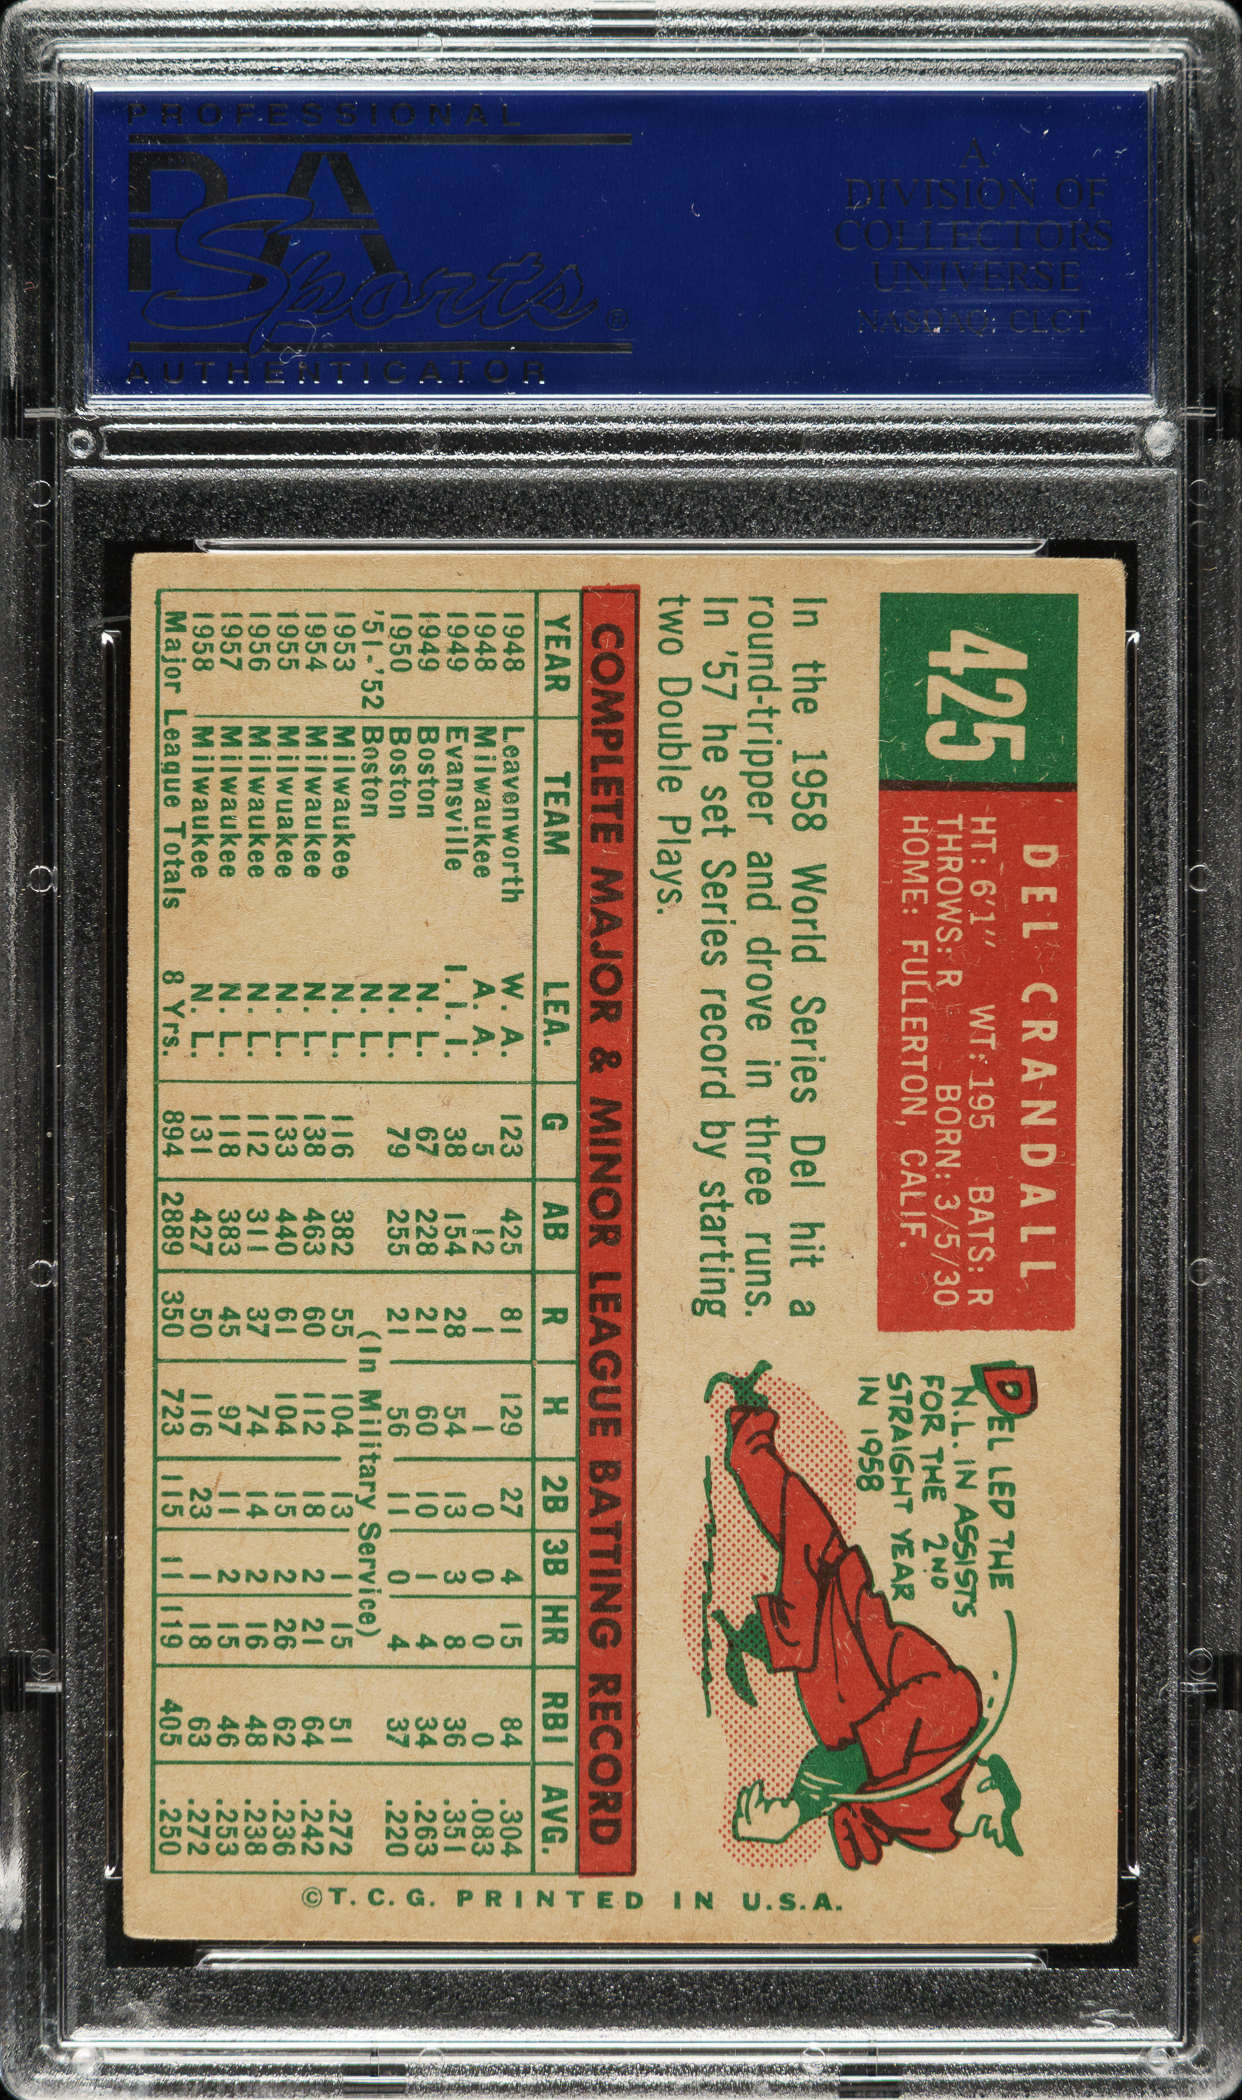 PROFESSIONAL
PSA
Sports®
AUTHENTICATOR
A
DIVISION OF
COLLECTORS
UNIVERSE
NASDAQ: CLCT
425
DEL CRANDALL
HT: 6'1" WT: 195 BATS: R
THROWS: R BORN: 3/5/30
HOME: FULLERTON, CALIF.
In the 1958 World Series Del hit a
round-tripper and drove in three runs.
In '57 he set Series record by starting
two Double Plays.
DEL LED THE
N.L. IN ASSISTS
FOR THE 2ND
STRAIGHT YEAR
IN 1958
COMPLETE MAJOR & MINOR LEAGUE BATTING RECORD
YEAR TEAM LEA. G AB R H 2B 3B HR RBI AVG.
1948 Leavenworth W. A. 123 425 81 129 27 4 15 84 .304
1948 Milwaukee A. A. 5 12 1 1 0 0 0 0 .083
1949 Evansville I. I. I. 38 154 28 54 13 3 8 36 .351
1949 Boston N. L. 67 228 21 60 10 1 4 34 .263
1950 Boston N. L. 79 255 21 56 11 0 4 37 .220
'51-'52 Boston N. L. (In Military Service)
1953 Milwaukee N. L. 116 382 55 104 13 1 15 51 .272
1954 Milwaukee N. L. 138 463 60 112 18 2 21 64 .242
1955 Milwuakee N. L. 133 440 61 104 15 2 26 62 .236
1956 Milwaukee N. L. 112 311 37 74 14 2 16 48 .238
1957 Milwaukee N. L. 118 383 45 97 11 2 15 46 .253
1958 Milwaukee N. L. 131 427 50 116 23 1 18 63 .272
Major League Totals 8 Yrs. 894 2889 350 723 115 11 119 405 .250
©T. C. G. PRINTED IN U.S.A.